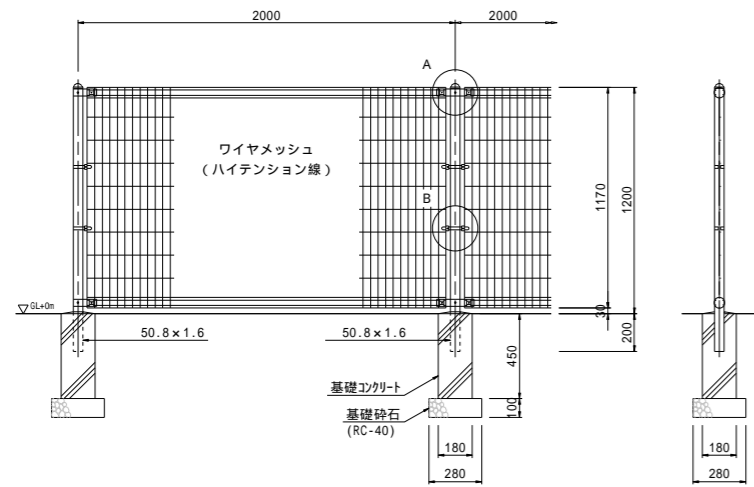 2000
2000
A
ワイヤメッシュ
(ハイテンション線)
B
1170
1200
30
200
GL+0m
50.8×1.6
50.8×1.6
450
基礎コンクリート
基礎砕石
(RC-40)
100
180
280
180
280